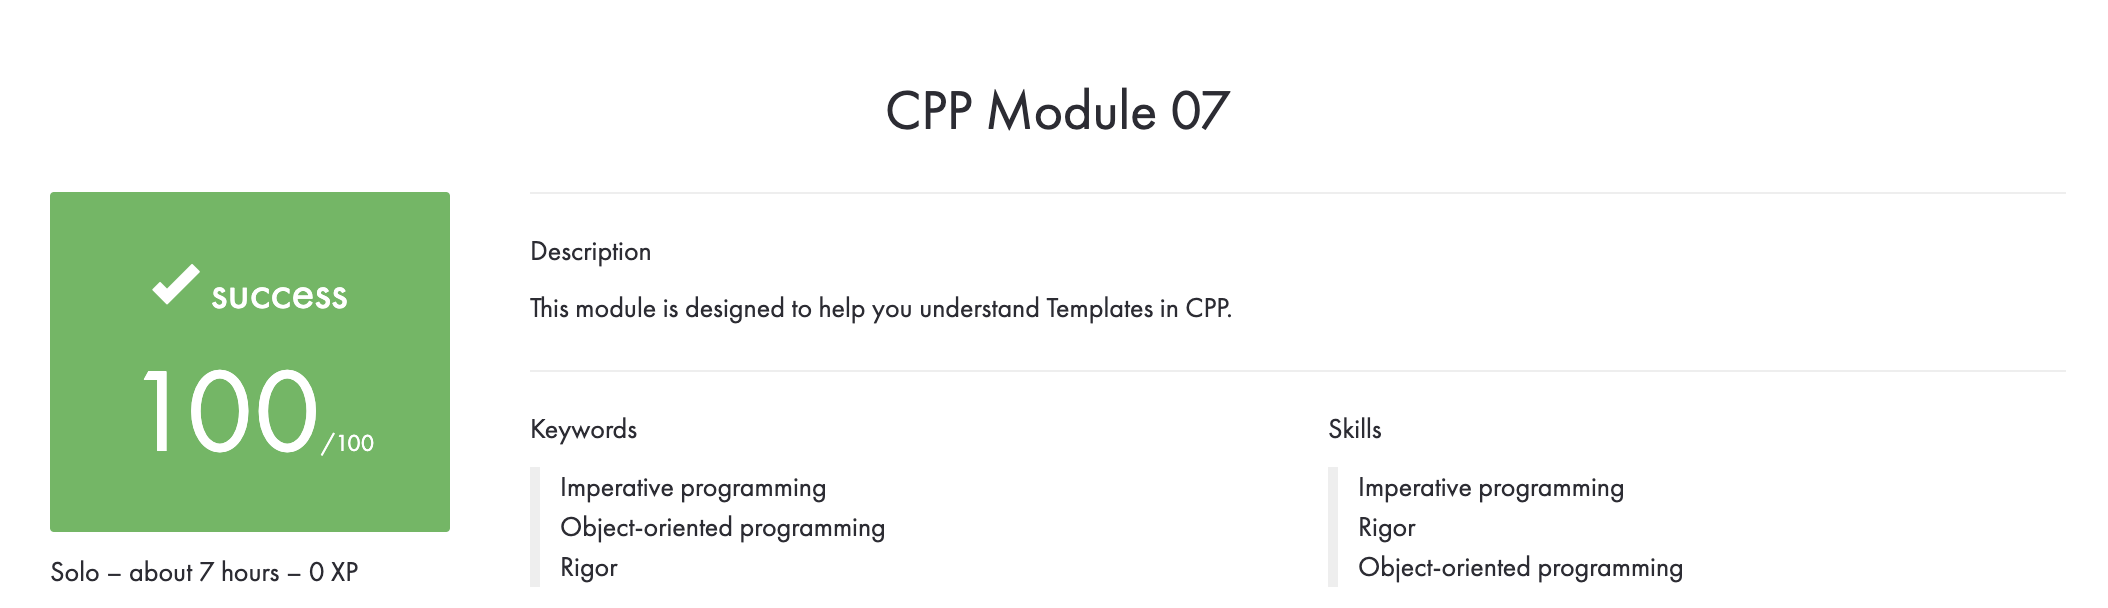 CPP Module 07
success
100/100
Solo – about 7 hours – 0 XP
Description
This module is designed to help you understand Templates in CPP.
Keywords
Imperative programming
Object-oriented programming
Rigor
Skills
Imperative programming
Rigor
Object-oriented programming